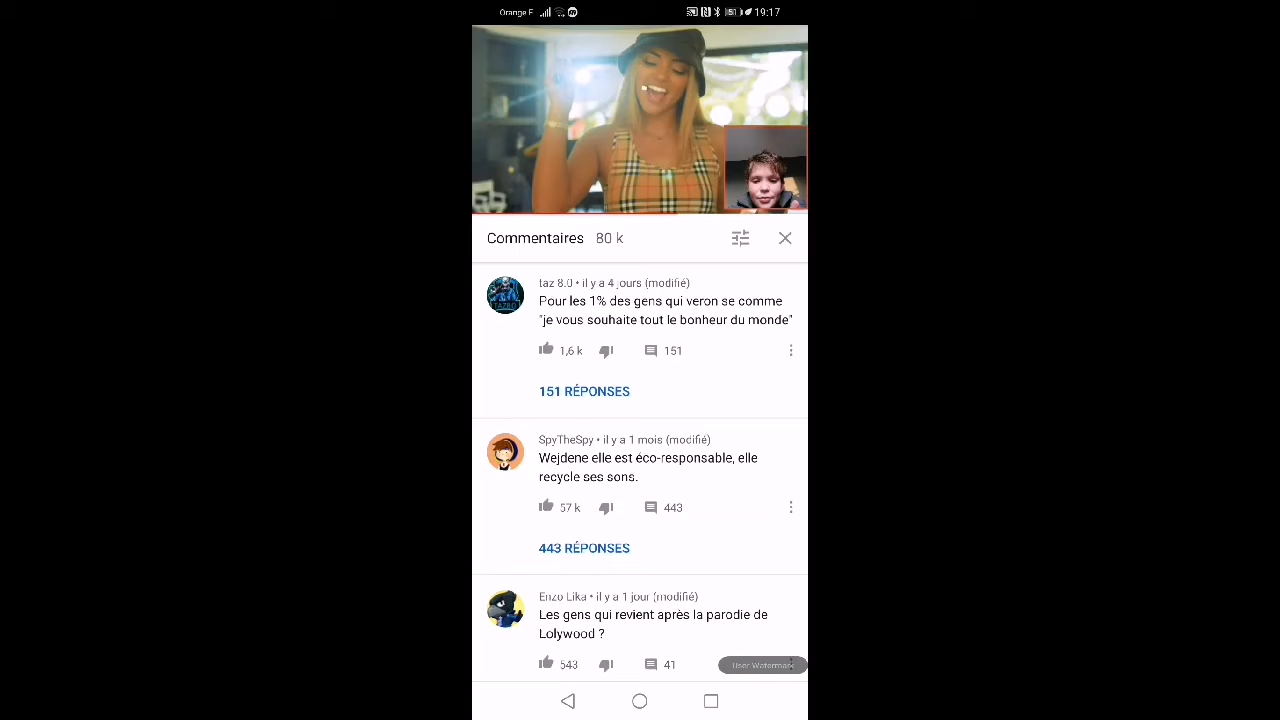 Orange F 19:17
Commentaires 80 k
taz 8.0 • il y a 4 jours (modifié)
Pour les 1% des gens qui veron se comme
"je vous souhaite tout le bonheur du monde"
1,6 k 151
151 RÉPONSES
SpyTheSpy • il y a 1 mois (modifié)
Wejdene elle est éco-responsable, elle
recycle ses sons.
57 k 443
443 RÉPONSES
Enzo Lika • il y a 1 jour (modifié)
Les gens qui revient après la parodie de
Lolywood ?
543 41
User Watermark